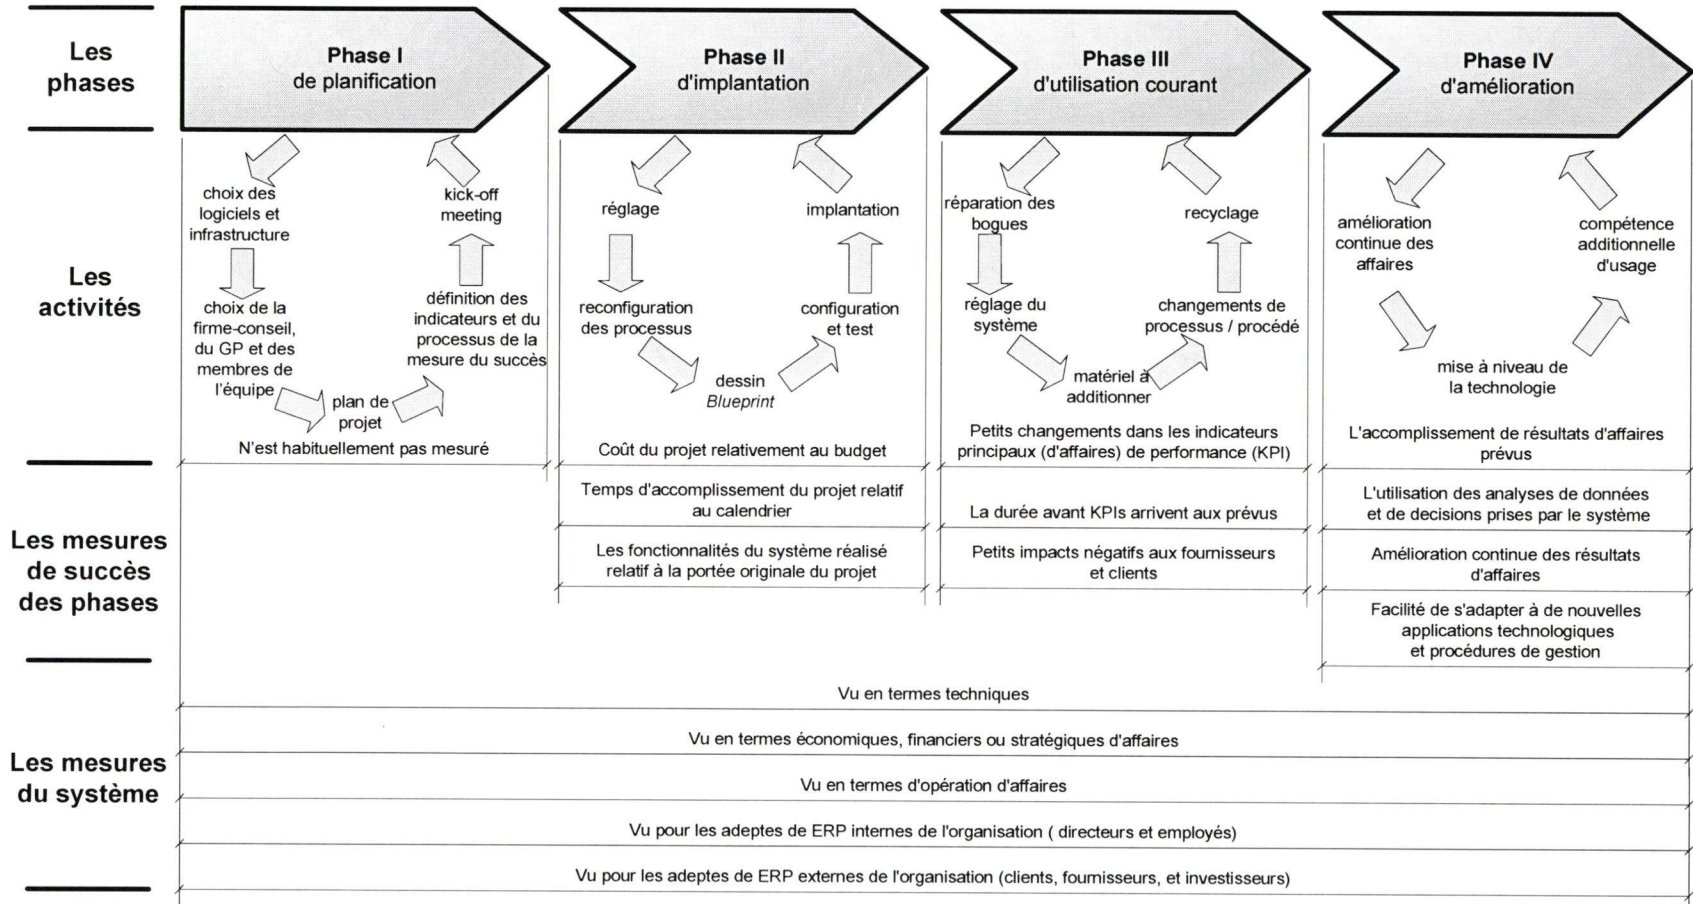 Les
phases
Phase I
de planification
Phase II
d'implantation
Phase III
d'utilisation courant
Phase IV
d'amélioration
Les
activités
choix des
logiciels et
infrastructure
choix de la
firme-conseil,
du GP et des
membres de
l'équipe
plan de
projet
définition des
indicateurs et du
processus de la
mesure du succès
kick-off
meeting
réglage
reconfiguration
des processus
dessin
Blueprint
configuration
et test
implantation
réparation des
bogues
réglage du
système
matériel à
additionner
changements de
processus / procédé
recyclage
amélioration
continue des
affaires
mise à niveau de
la technologie
compétence
additionnelle
d'usage
Les mesures
de succès
des phases
N'est habituellement pas mesuré
Coût du projet relativement au budget
Temps d'accomplissement du projet relatif
au calendrier
Les fonctionnalités du système réalisé
relatif à la portée originale du projet
Petits changements dans les indicateurs
principaux (d'affaires) de performance (KPI)
La durée avant KPIs arrivent aux prévus
Petits impacts négatifs aux fournisseurs
et clients
L'accomplissement de résultats d'affaires
prévus
L'utilisation des analyses de données
et de decisions prises par le système
Amélioration continue des résultats
d'affaires
Facilité de s'adapter à de nouvelles
applications technologiques
et procédures de gestion
Les mesures
du système
Vu en termes techniques
Vu en termes économiques, financiers ou stratégiques d'affaires
Vu en termes d'opération d'affaires
Vu pour les adeptes de ERP internes de l'organisation ( directeurs et employés)
Vu pour les adeptes de ERP externes de l'organisation (clients, fournisseurs, et investisseurs)